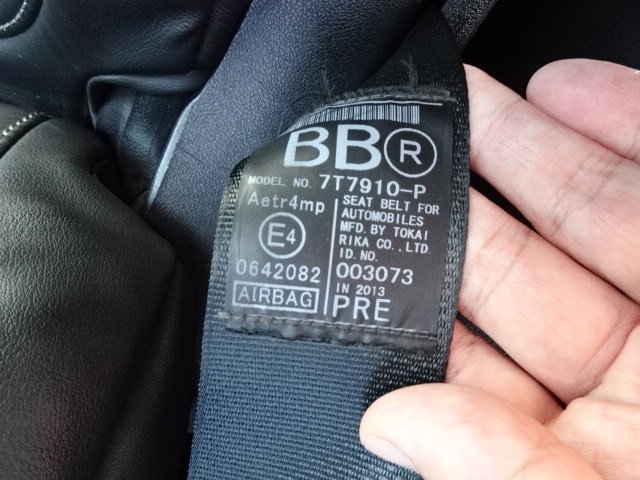 BB R
MODEL NO. 7T7910-P
Aetr4mp
E4
0642082
AIRBAG
SEAT BELT FOR
AUTOMOBILES
MFD. BY TOKAI
RIKA CO., LTD.
ID. NO.
003073
IN 2013
PRE